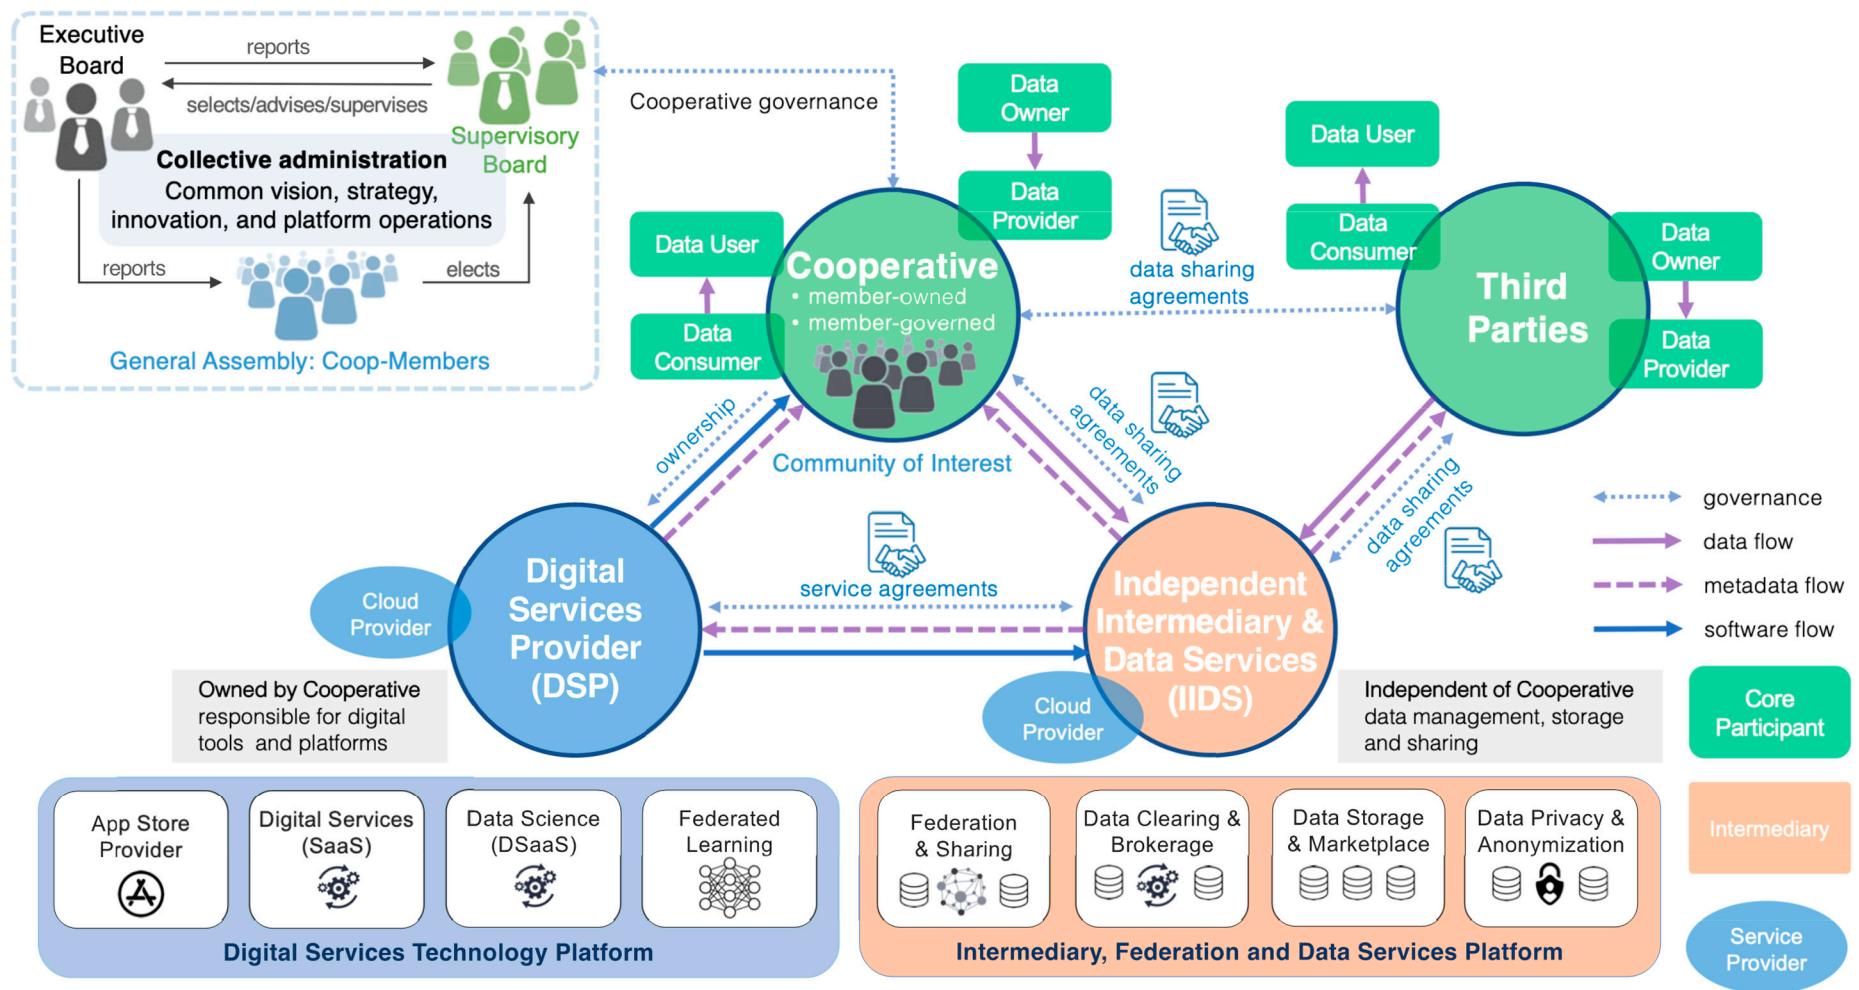 Executive
Board
reports
selects/advises/supervises
Supervisory
Board
Collective administration
Common vision, strategy,
innovation, and platform operations
reports
elects
General Assembly: Coop-Members
Cooperative governance
Data
Owner
Data
Provider
Data User
Data
Consumer
Cooperative
• member-owned
• member-governed
Community of Interest
data sharing
agreements
Data User
Data
Consumer
Third
Parties
Data
Owner
Data
Provider
ownership
data sharing
agreements
data sharing
agreements
governance
data flow
metadata flow
software flow
Cloud
Provider
Digital
Services
Provider
(DSP)
service agreements
Independent
Intermediary &
Data Services
(IIDS)
Cloud
Provider
Owned by Cooperative
responsible for digital
tools and platforms
Independent of Cooperative
data management, storage
and sharing
Core
Participant
Intermediary
Service
Provider
App Store
Provider
Digital Services
(SaaS)
Data Science
(DSaaS)
Federated
Learning
Digital Services Technology Platform
Federation
& Sharing
Data Clearing &
Brokerage
Data Storage
& Marketplace
Data Privacy &
Anonymization
Intermediary, Federation and Data Services Platform